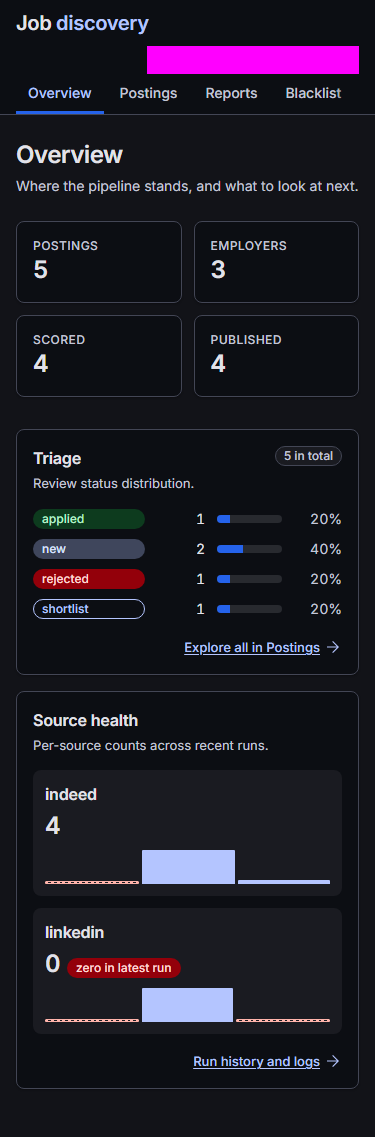 Job discovery
Overview Postings Reports Blacklist
Overview
Where the pipeline stands, and what to look at next.
POSTINGS EMPLOYERS
5 3
SCORED PUBLISHED
4 4
Triage 5 in total
Review status distribution.
applied 1 20%
new 2 40%
rejected 1 20%
shortlist 1 20%
Explore all in Postings →
Source health
Per-source counts across recent runs.
indeed
4
linkedin
0 zero in latest run
Run history and logs →